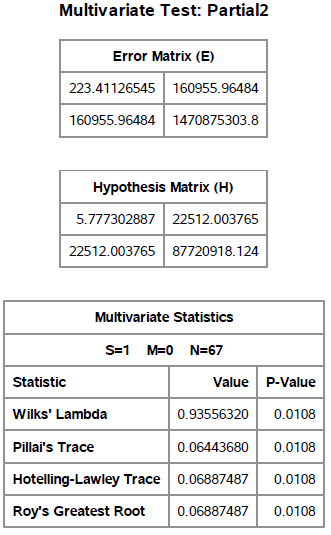 Multivariate Test: Partial2
Error Matrix (E)
223.41126545 160955.96484
160955.96484 1470875303.8
Hypothesis Matrix (H)
5.777302887 22512.003765
22512.003765 87720918.124
Multivariate Statistics
S=1 M=0 N=67
Statistic Value P-Value
Wilks' Lambda 0.93556320 0.0108
Pillai's Trace 0.06443680 0.0108
Hotelling-Lawley Trace 0.06887487 0.0108
Roy's Greatest Root 0.06887487 0.0108